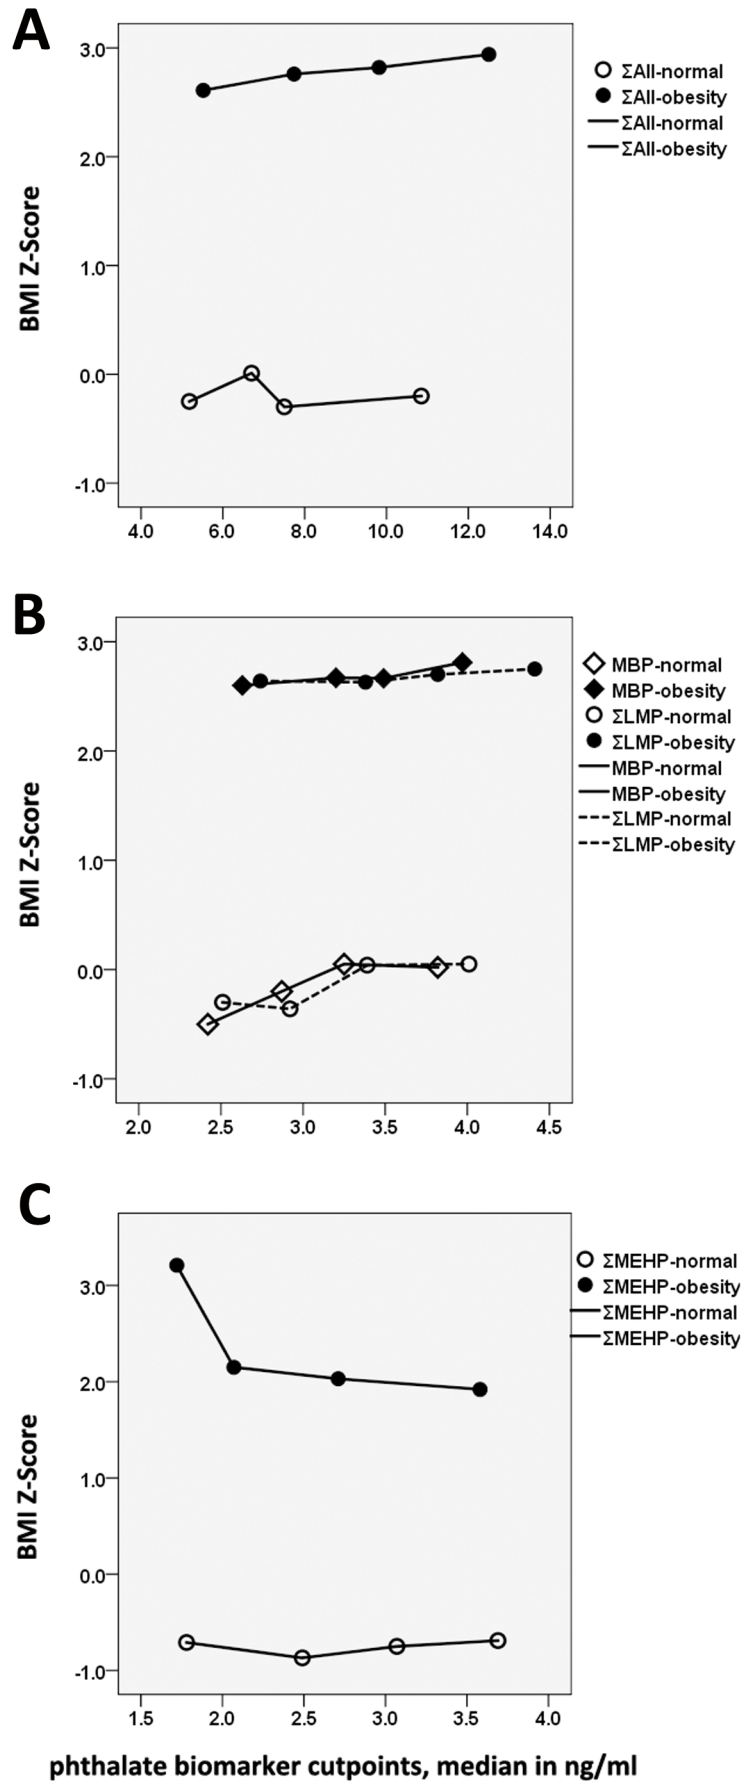 A
3.0
2.0
1.0
0.0
-1.0
BMI Z-Score
4.0 6.0 8.0 10.0 12.0 14.0
ΣAll-normal
ΣAll-obesity
ΣAll-normal
ΣAll-obesity
B
3.0
2.0
1.0
0.0
-1.0
BMI Z-Score
2.0 2.5 3.0 3.5 4.0 4.5
MBP-normal
MBP-obesity
ΣLMP-normal
ΣLMP-obesity
MBP-normal
MBP-obesity
ΣLMP-normal
ΣLMP-obesity
C
3.0
2.0
1.0
0.0
-1.0
BMI Z-Score
1.5 2.0 2.5 3.0 3.5 4.0
ΣMEHP-normal
ΣMEHP-obesity
ΣMEHP-normal
ΣMEHP-obesity
phthalate biomarker cutpoints, median in ng/ml